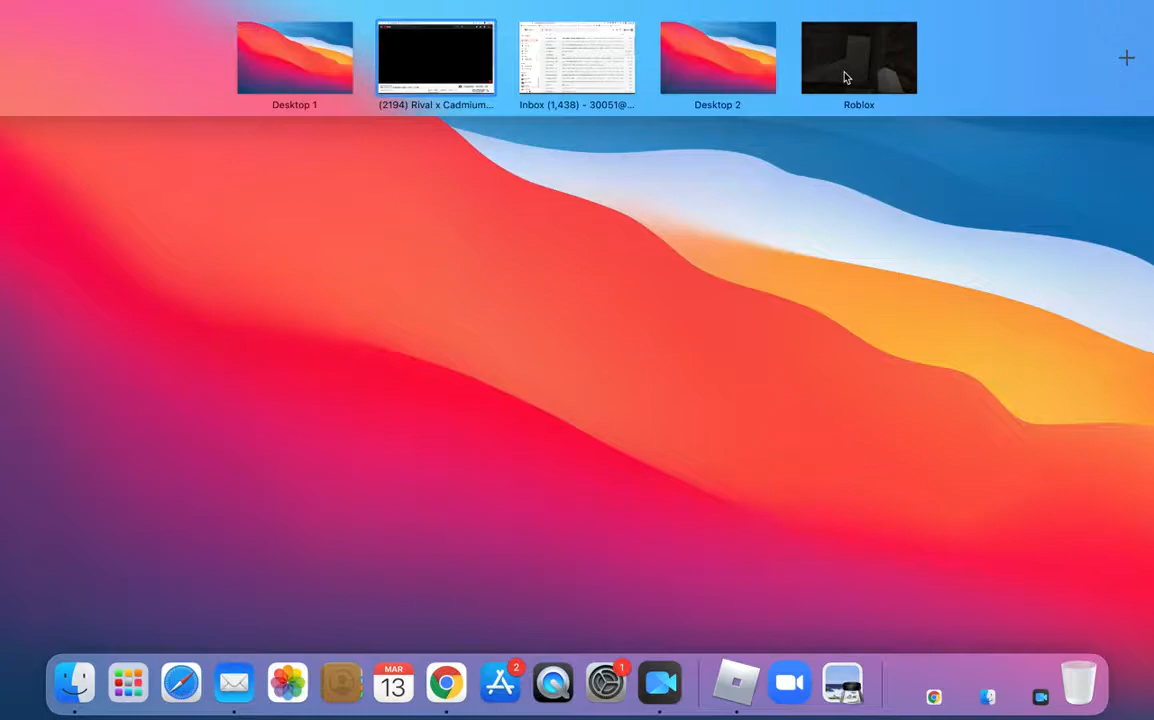 Desktop 1
(2194) Rival x Cadmium...
Inbox (1,438) - 30051@...
Desktop 2
Roblox
2
1
MAR
13